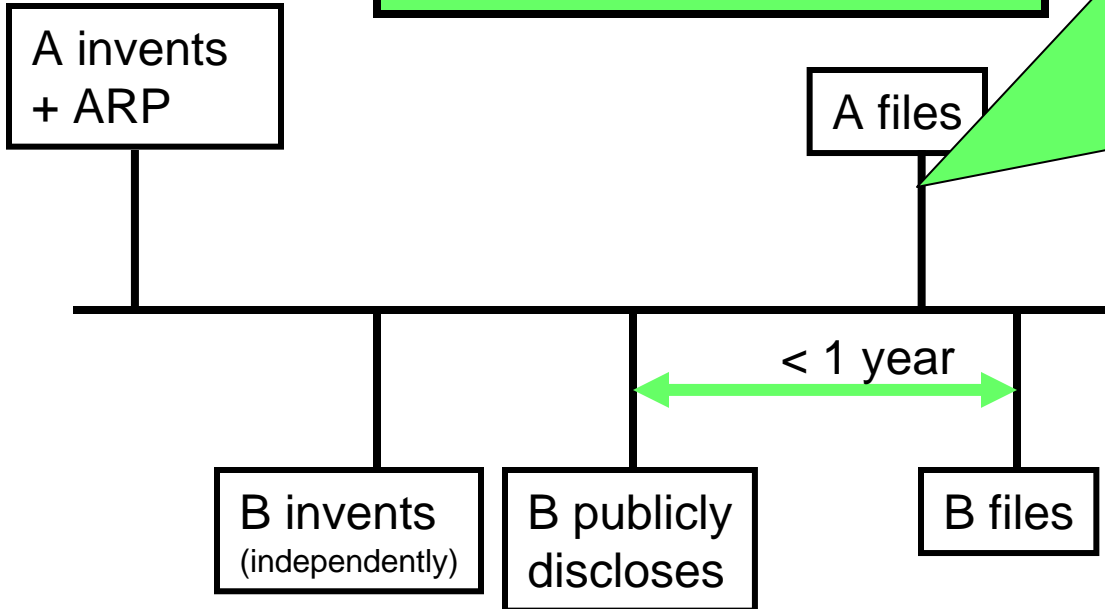 A invents
+ ARP
A files
< 1 year
B invents
(independently)
B publicly
discloses
B files